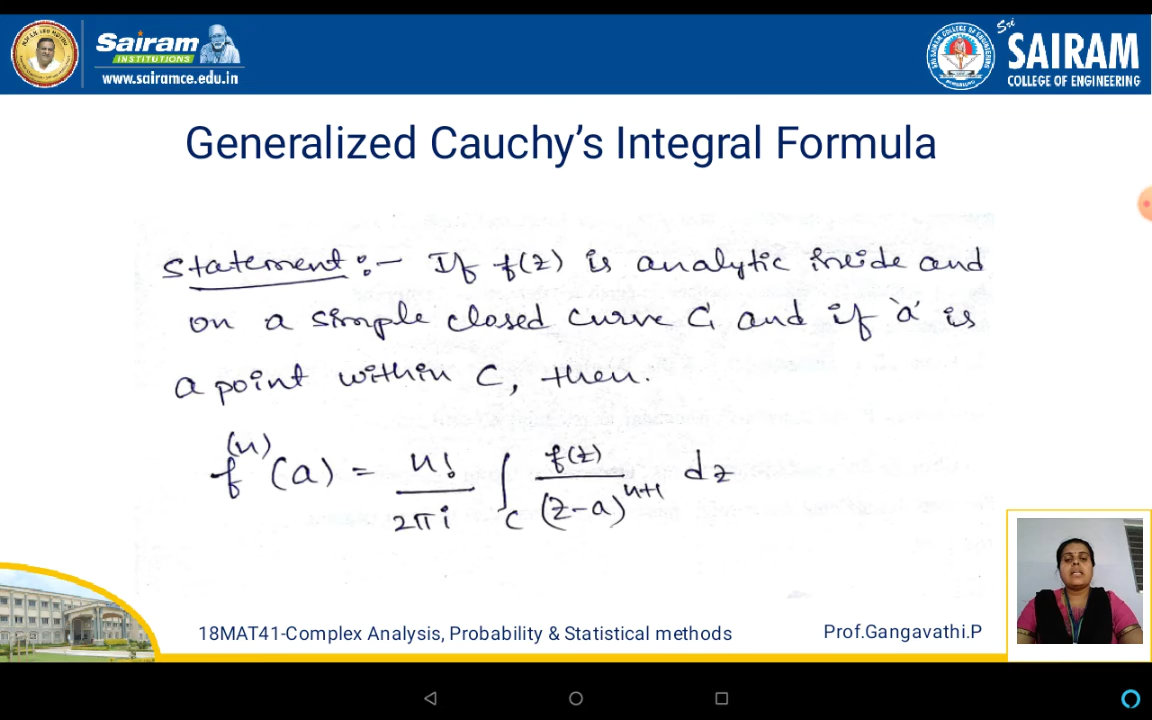 Sairam
INSTITUTIONS
www.sairamce.edu.in
Sri
SAIRAM
COLLEGE OF ENGINEERING
Generalized Cauchy's Integral Formula
Statement :- If f(z) is analytic inside and
on a simple closed curve C, and if 'a' is
a point within C, then.
f^(n)(a) = n!/2πi ∫_C f(z)/(z-a)^(n+1) dz
18MAT41-Complex Analysis, Probability & Statistical methods
Prof.Gangavathi.P